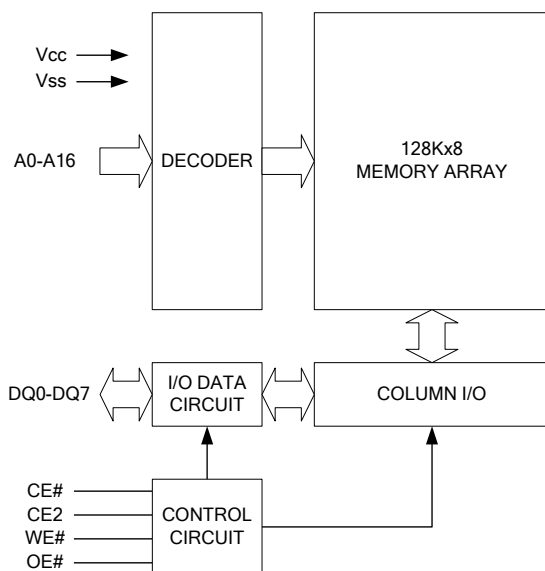 Vcc
Vss
A0-A16
DECODER
128Kx8
MEMORY ARRAY
DQ0-DQ7
I/O DATA
CIRCUIT
COLUMN I/O
CE#
CE2
WE#
OE#
CONTROL
CIRCUIT